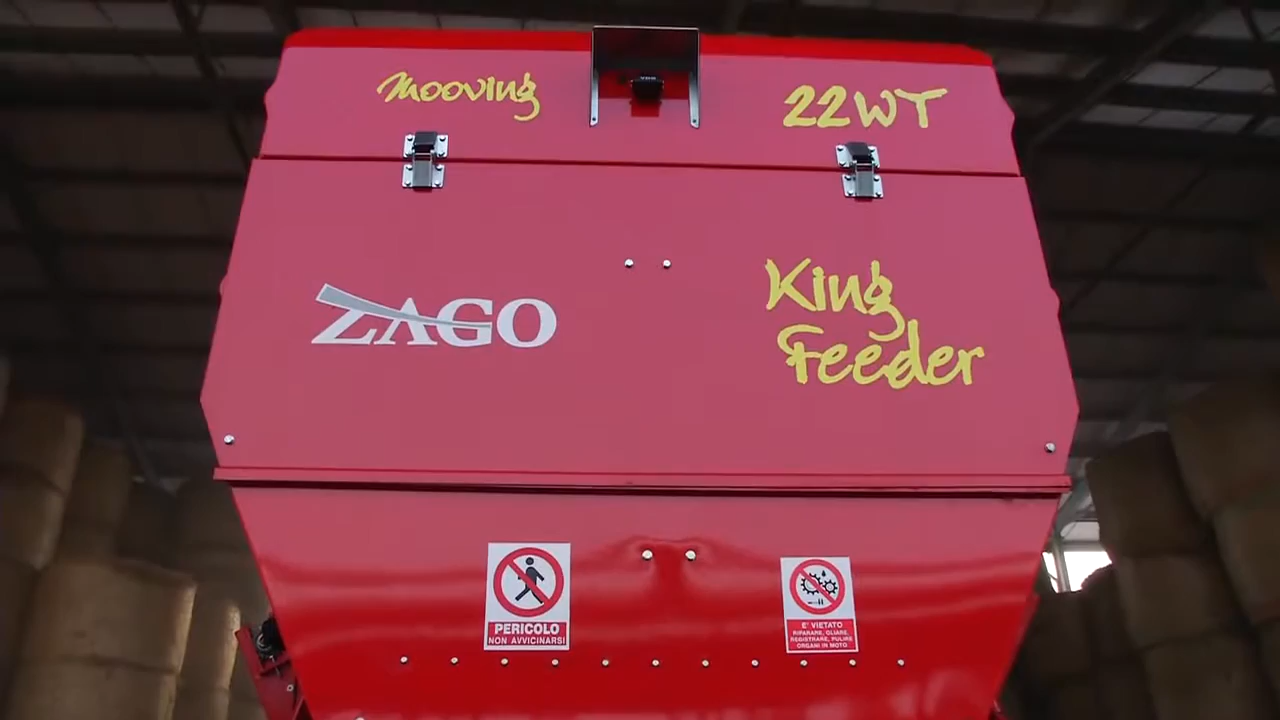 Mooving
22WT
ZAGO
King
Feeder
PERICOLO
NON AVVICINARSI
E' VIETATO
RIPARARE, OLIARE,
REGISTRARE, PULIRE
ORGANI IN MOTO